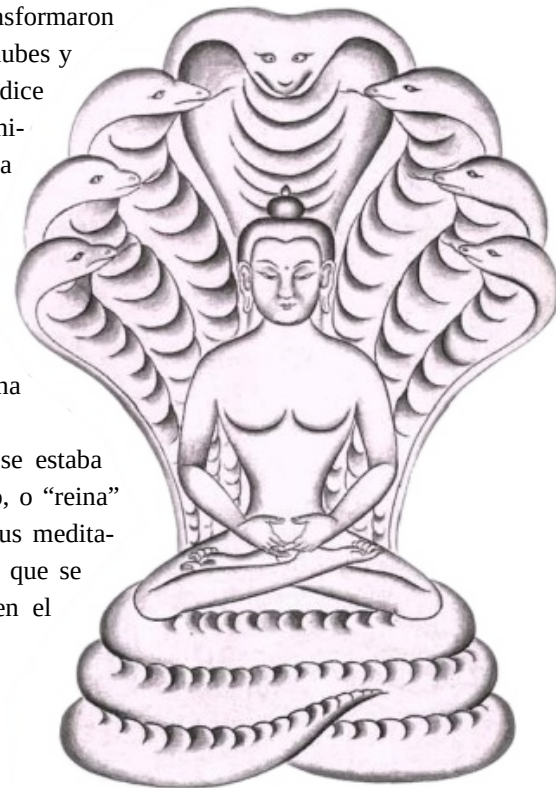 nsformaron
ubes y
dice
ni-
a
na
se estaba
o, o “reina”
us medita-
que se
en el